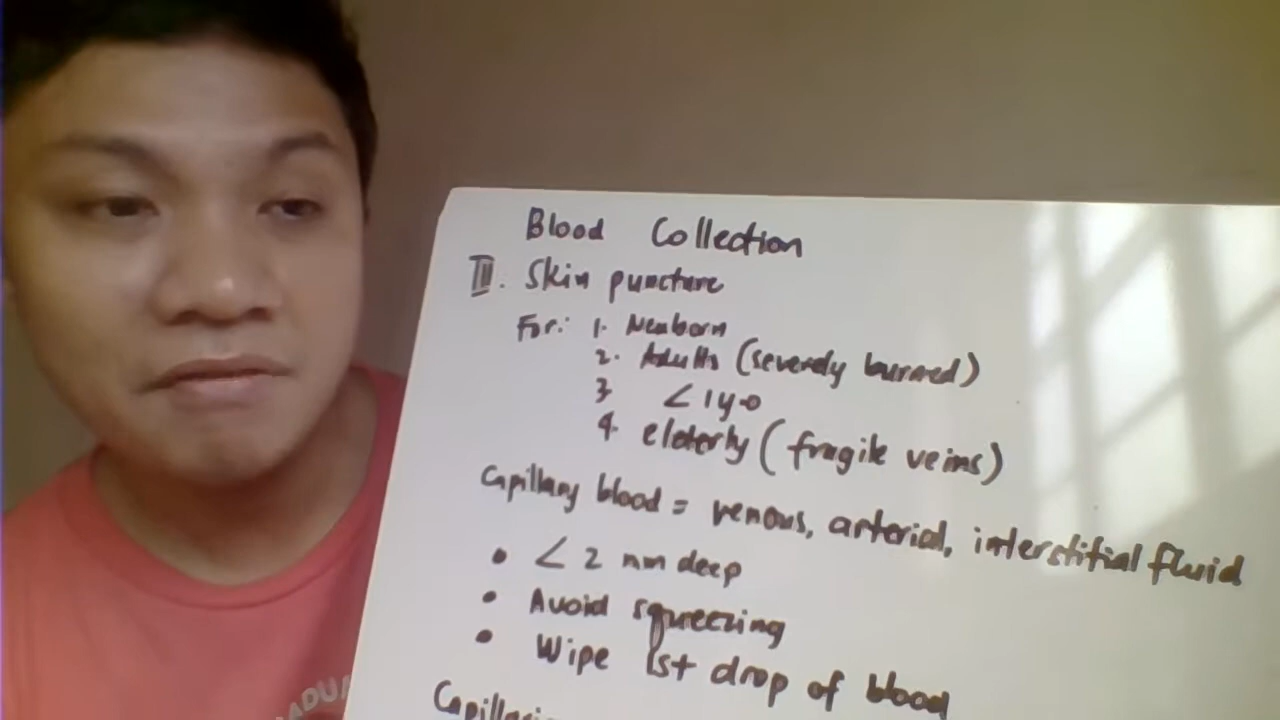 Blood Collection
III. Skin puncture
For: 1. Newborn
2. Adults (severely burned)
3 < 1 yo
4. elderly (fragile veins)
Capillary blood = venous, arterial, interstitial fluid
• < 2 mm deep
• Avoid squeezing
• Wipe 1st drop of blood